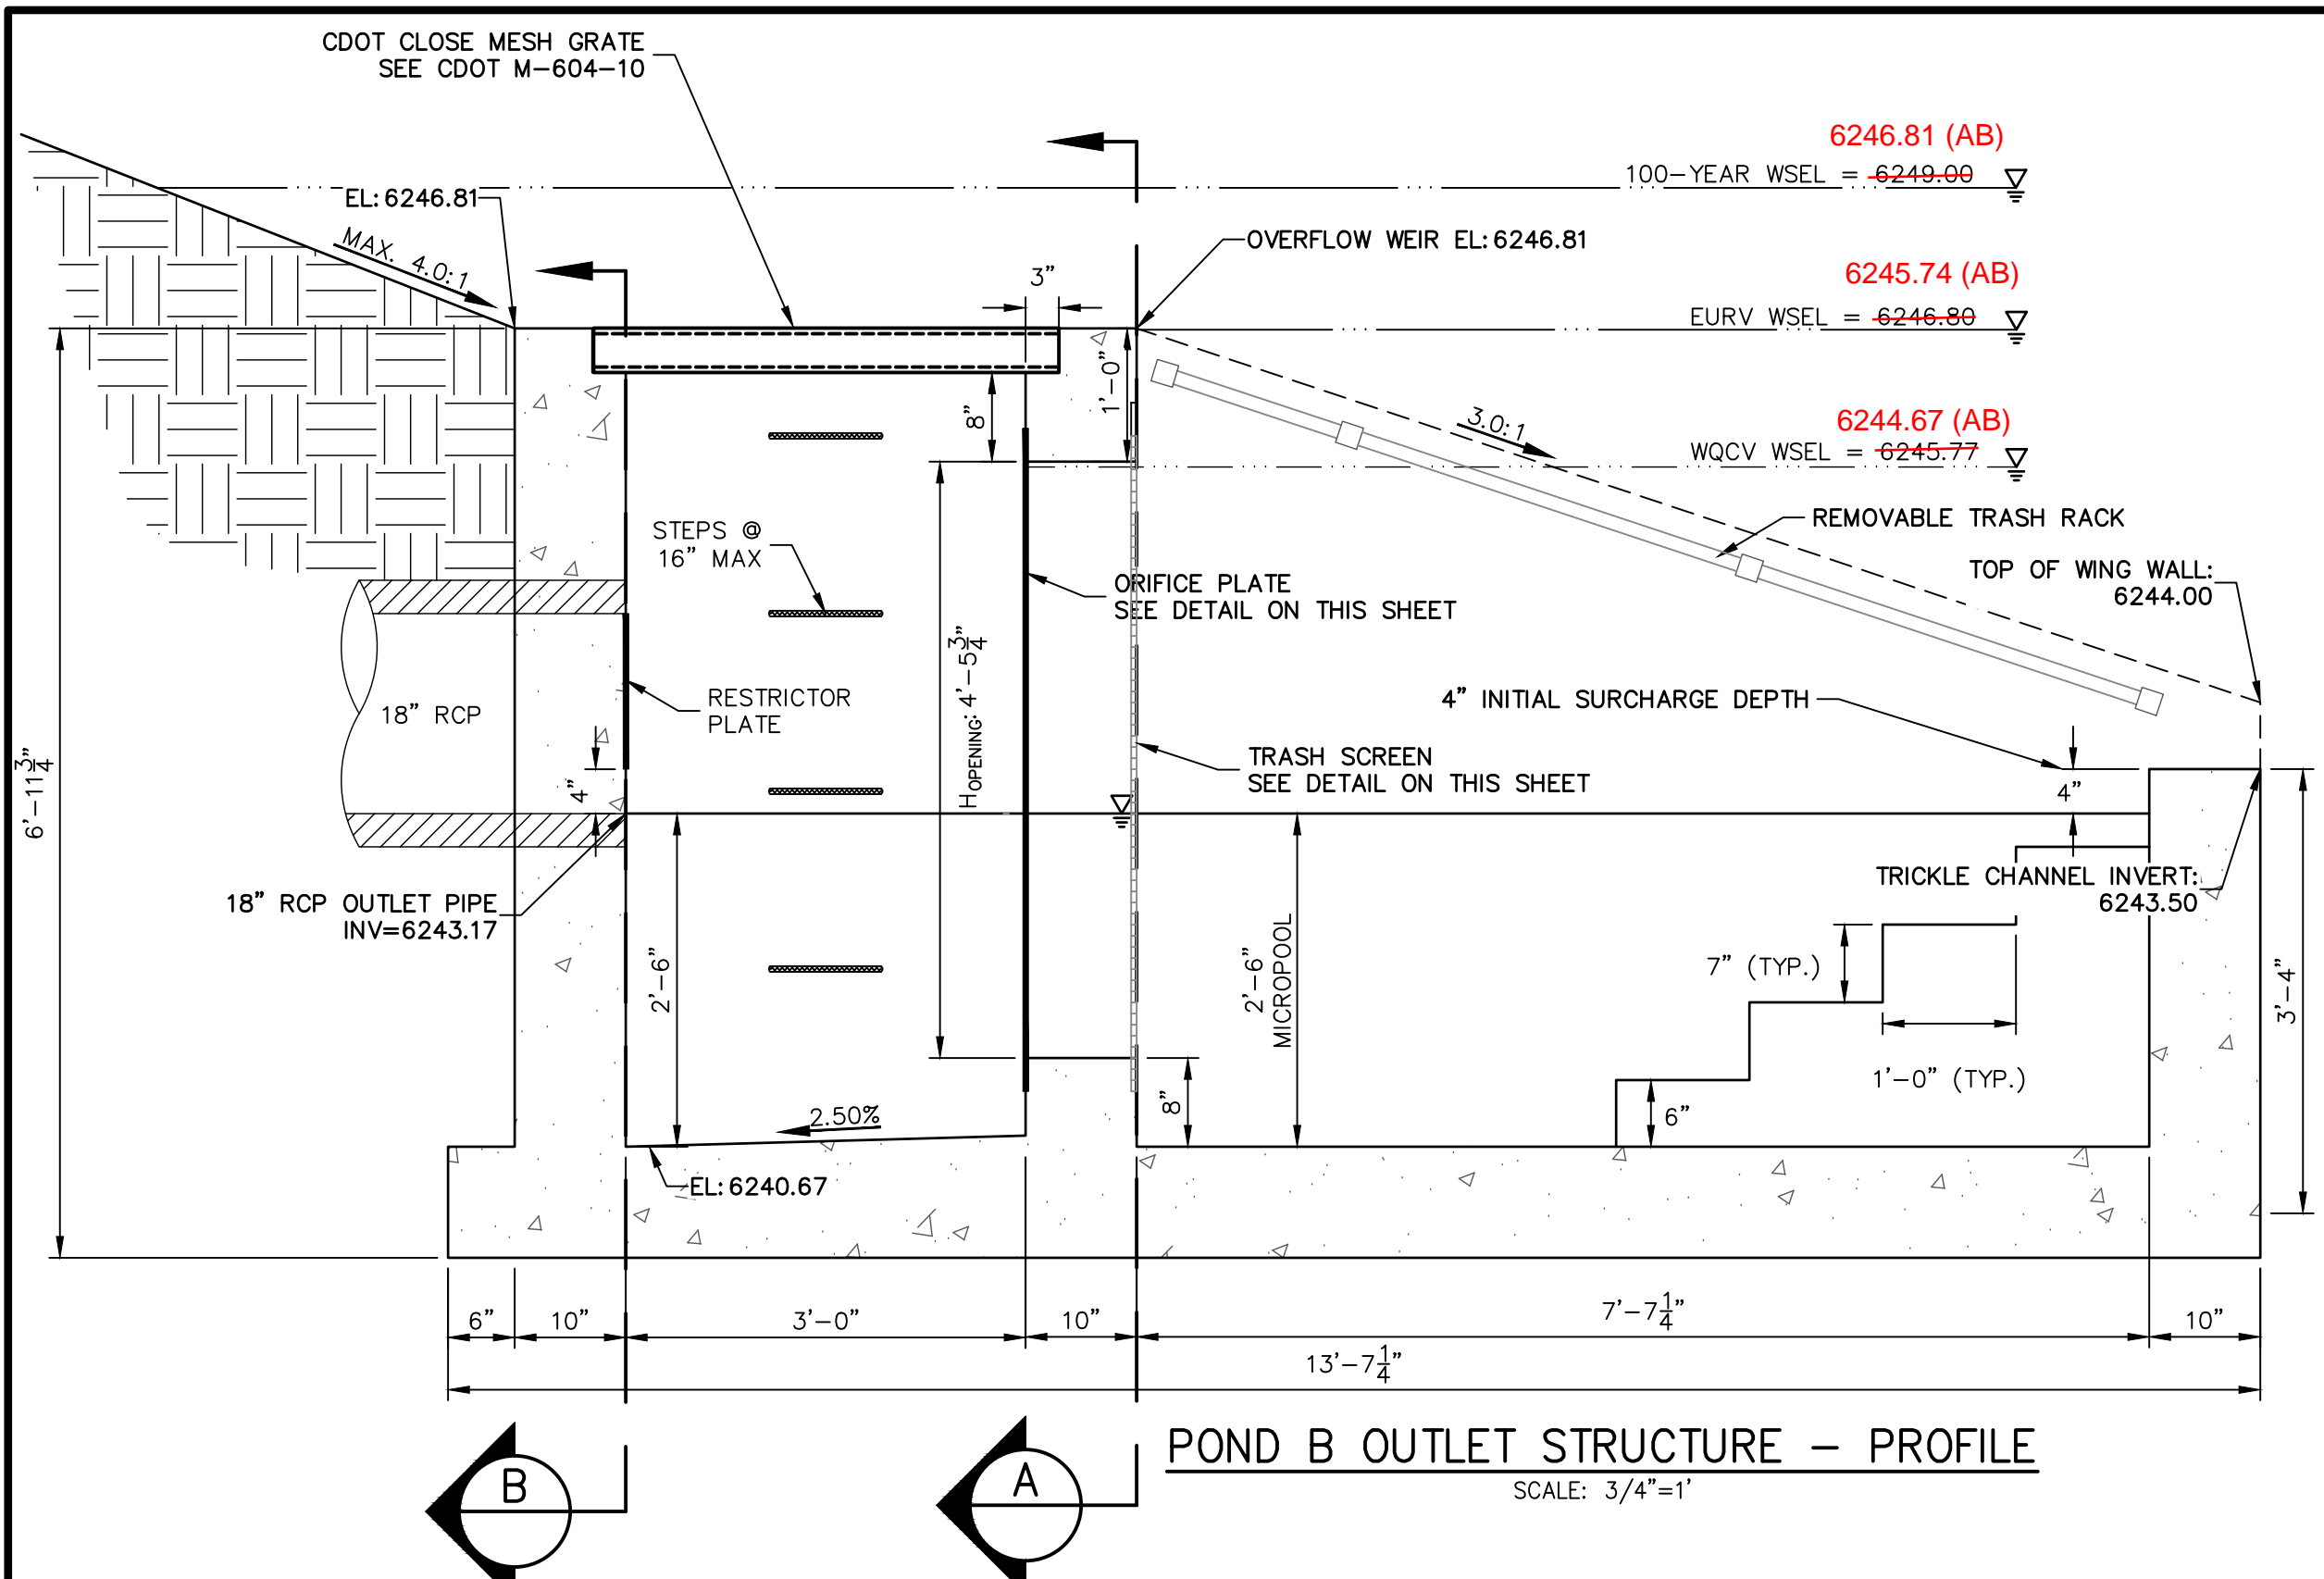 CDOT CLOSE MESH GRATE
SEE CDOT M-604-10
6246.81 (AB)
100-YEAR WSEL = 6249.00
EL: 6246.81
MAX. 4.0:1
OVERFLOW WEIR EL: 6246.81
3"
6245.74 (AB)
EURV WSEL = 6246.80
1'-0"
8"
3.0:1
6244.67 (AB)
WQCV WSEL = 6245.77
REMOVABLE TRASH RACK
STEPS @
16" MAX
ORIFICE PLATE
SEE DETAIL ON THIS SHEET
TOP OF WING WALL:
6244.00
18" RCP
RESTRICTOR
PLATE
HOPENING: 4'-5 3/4"
4" INITIAL SURCHARGE DEPTH
TRASH SCREEN
SEE DETAIL ON THIS SHEET
6'-11 3/4"
4"
4"
18" RCP OUTLET PIPE
INV=6243.17
TRICKLE CHANNEL INVERT:
6243.50
2'-6"
2'-6"
MICROPOOL
7" (TYP.)
3'-4"
1'-0" (TYP.)
8"
6"
2.50%
EL: 6240.67
6"
10"
3'-0"
10"
7'-7 1/4"
10"
13'-7 1/4"
B
A
POND B OUTLET STRUCTURE - PROFILE
SCALE: 3/4"=1'